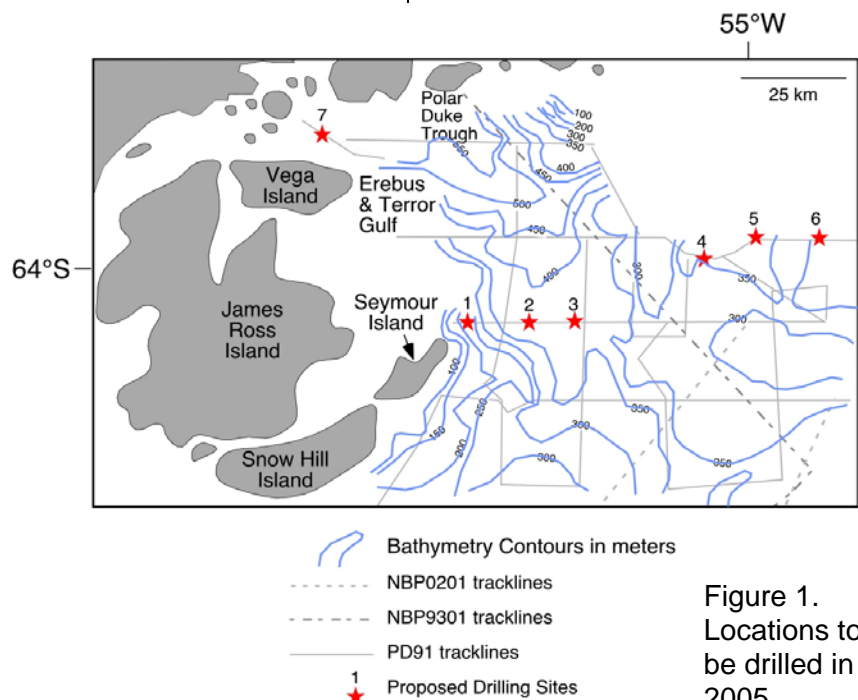 55°W
25 km
Polar
Duke
Trough
100
200
300
350
7
550
400
450
Vega
Island
Erebus
& Terror
Gulf
500
450
5
6
4
64°S
400
300
350
James
Ross
Island
Seymour
Island
1
2
3
300
100
250
350
150
300
200
300
350
Snow Hill
Island
Bathymetry Contours in meters
NBP0201 tracklines
NBP9301 tracklines
PD91 tracklines
1
Proposed Drilling Sites
Figure 1.
Locations to
be drilled in
2005